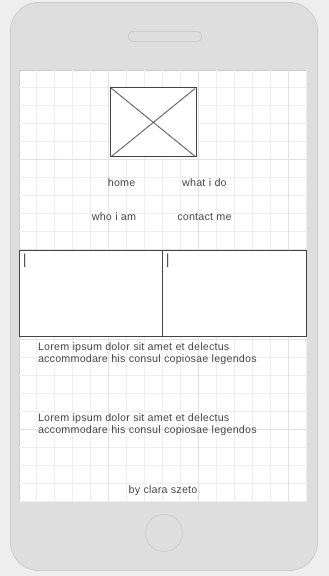 home what i do
who i am contact me
Lorem ipsum dolor sit amet et delectus
accommodare his consul copiosae legendos
Lorem ipsum dolor sit amet et delectus
accommodare his consul copiosae legendos
by clara szeto